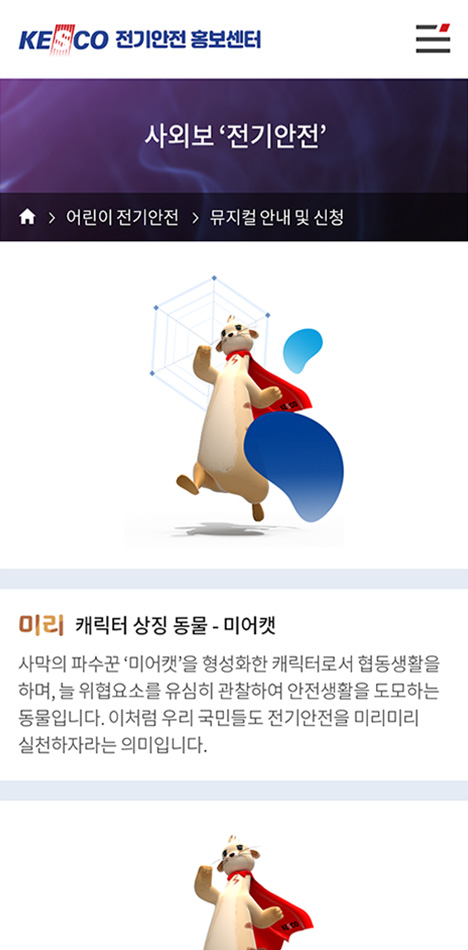 KESCO 전기안전 홍보센터
사외보 ‘전기안전’
어린이 전기안전 > 뮤지컬 안내 및 신청
미리 캐릭터 상징 동물 - 미어캣
사막의 파수꾼 ‘미어캣’을 형성화한 캐릭터로서 협동생활을
하며, 늘 위협요소를 유심히 관찰하여 안전생활을 도모하는
동물입니다. 이처럼 우리 국민들도 전기안전을 미리미리
실천하자라는 의미입니다.